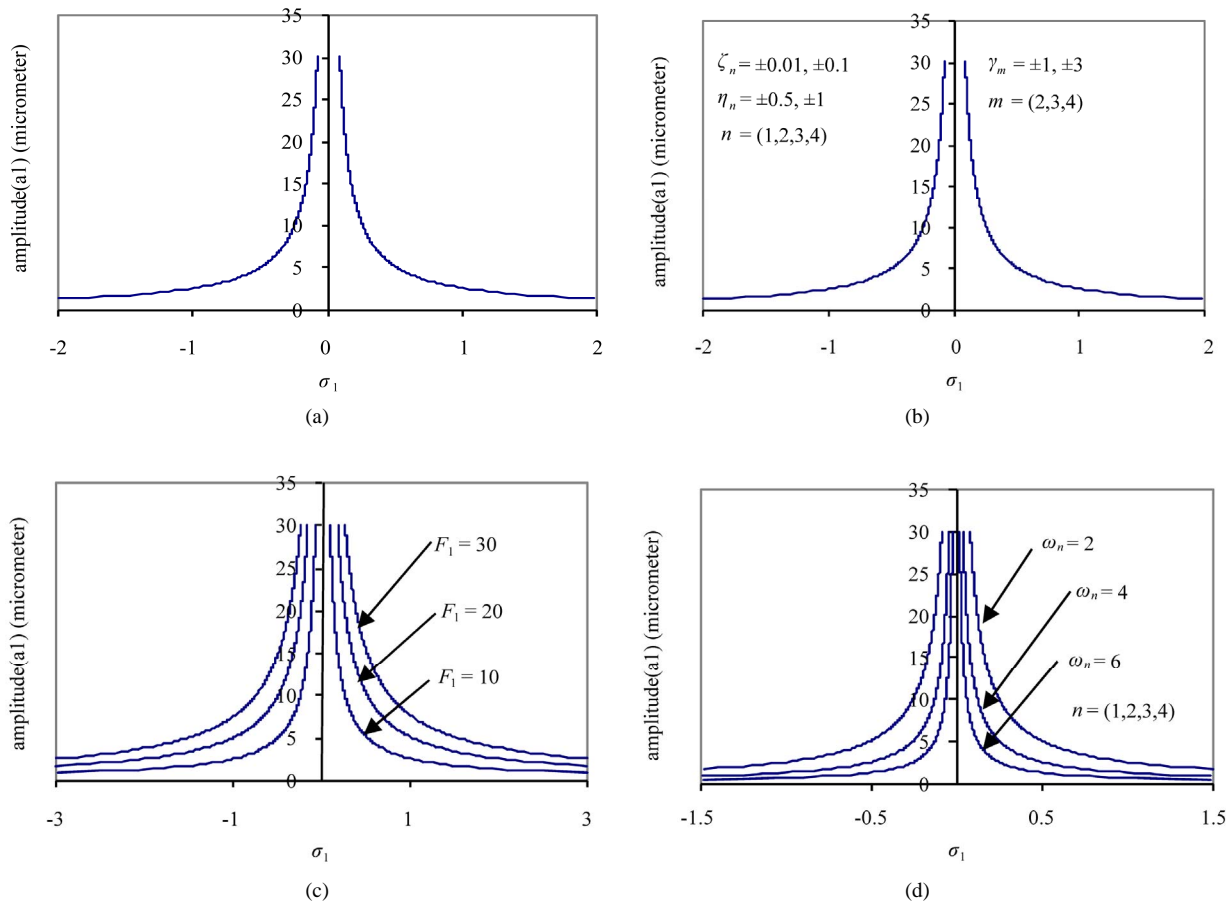 amplitude(a1) (micrometer)
35
30
25
20
15
10
5
0
-2
-1
0
1
2
σ1
(a)
amplitude(a1) (micrometer)
35
30
25
20
15
10
5
0
ζn = ±0.01, ±0.1
ηn = ±0.5, ±1
n = (1,2,3,4)
γm = ±1, ±3
m = (2,3,4)
-2
-1
0
1
2
σ1
(b)
amplitude(a1) (micrometer)
35
30
25
20
15
10
5
0
F1 = 30
F1 = 20
F1 = 10
-3
-1
1
3
σ1
(c)
amplitude(a1) (micrometer)
35
30
25
20
15
10
5
0
ωn = 2
ωn = 4
ωn = 6
n = (1,2,3,4)
-1.5
-0.5
0.5
1.5
σ1
(d)